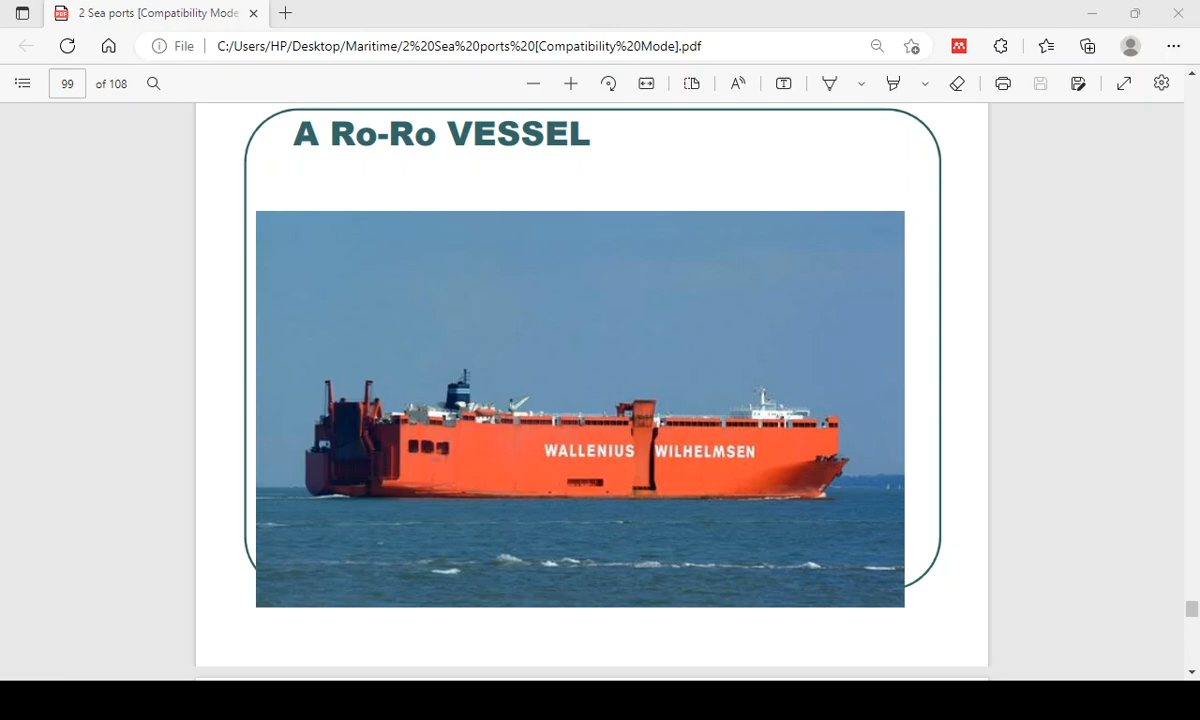 2 Sea ports [Compatibility Mode
File
C:/Users/HP/Desktop/Maritime/2%20Sea%20ports%20[Compatibility%20Mode].pdf
99 of 108
A Ro-Ro VESSEL
WALLENIUS WILHELMSEN